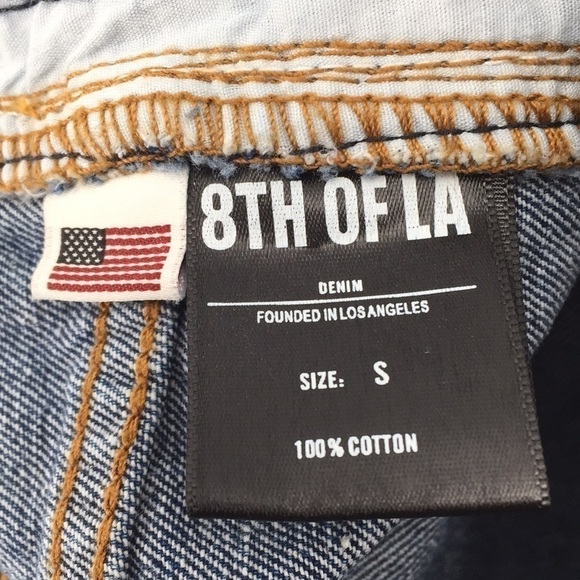 8TH OF LA
DENIM
FOUNDED IN LOS ANGELES
SIZE: S
100% COTTON